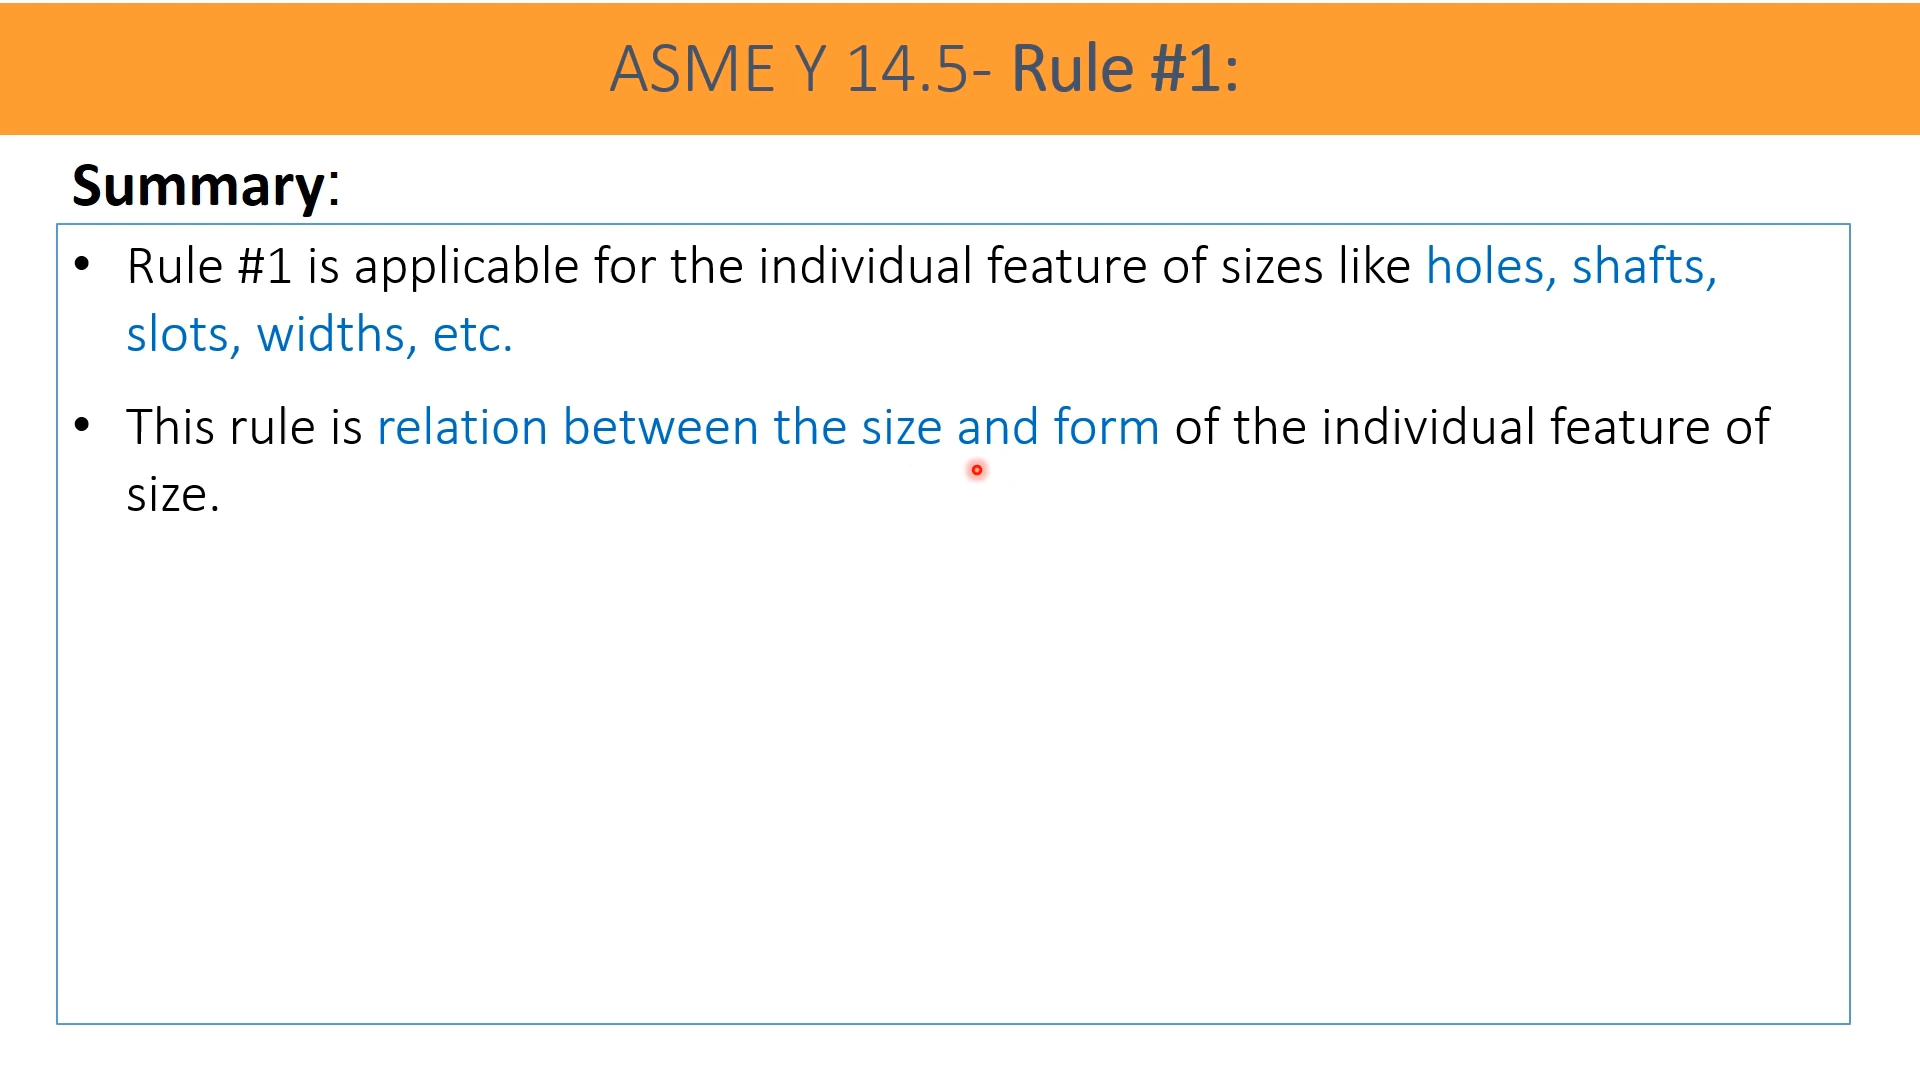 ASME Y 14.5- Rule #1:
Summary:
• Rule #1 is applicable for the individual feature of sizes like holes, shafts,
slots, widths, etc.
• This rule is relation between the size and form of the individual feature of
size.